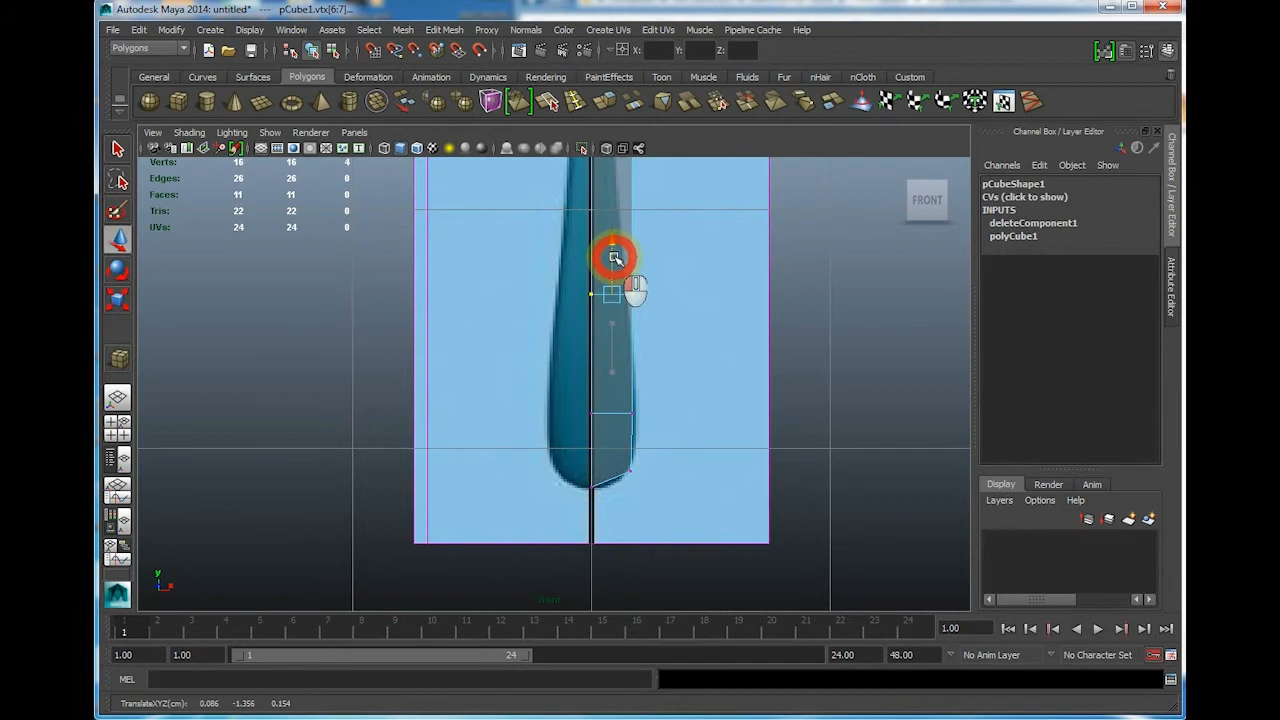 Autodesk Maya 2014: untitled* --- pCube1.vtx[6:7]...
File Edit Modify Create Display Window Assets Select Mesh Edit Mesh Proxy Normals Color Create UVs Edit UVs Muscle Pipeline Cache Help
Polygons X: Y: Z:
General Curves Surfaces Polygons Deformation Animation Dynamics Rendering PaintEffects Toon Muscle Fluids Fur nHair nCloth Custom
View Shading Lighting Show Renderer Panels
Channel Box / Layer Editor
Channels Edit Object Show
Verts: 16 16 4
Edges: 26 26 0
Faces: 11 11 0
Tris: 22 22 0
UVs: 24 24 0
FRONT
pCubeShape1
CVs (click to show)
INPUTS
deleteComponent1
polyCube1
Channel Box / Layer Editor
Attribute Editor
Display Render Anim
Layers Options Help
y
x
front
1 2 3 4 5 6 7 8 9 10 11 12 13 14 15 16 17 18 19 20 21 22 23 24
1
1.00
1.00 1.00 1 24 24.00 48.00 No Anim Layer No Character Set
MEL
TranslateXYZ(cm): 0.086 -1.356 0.154